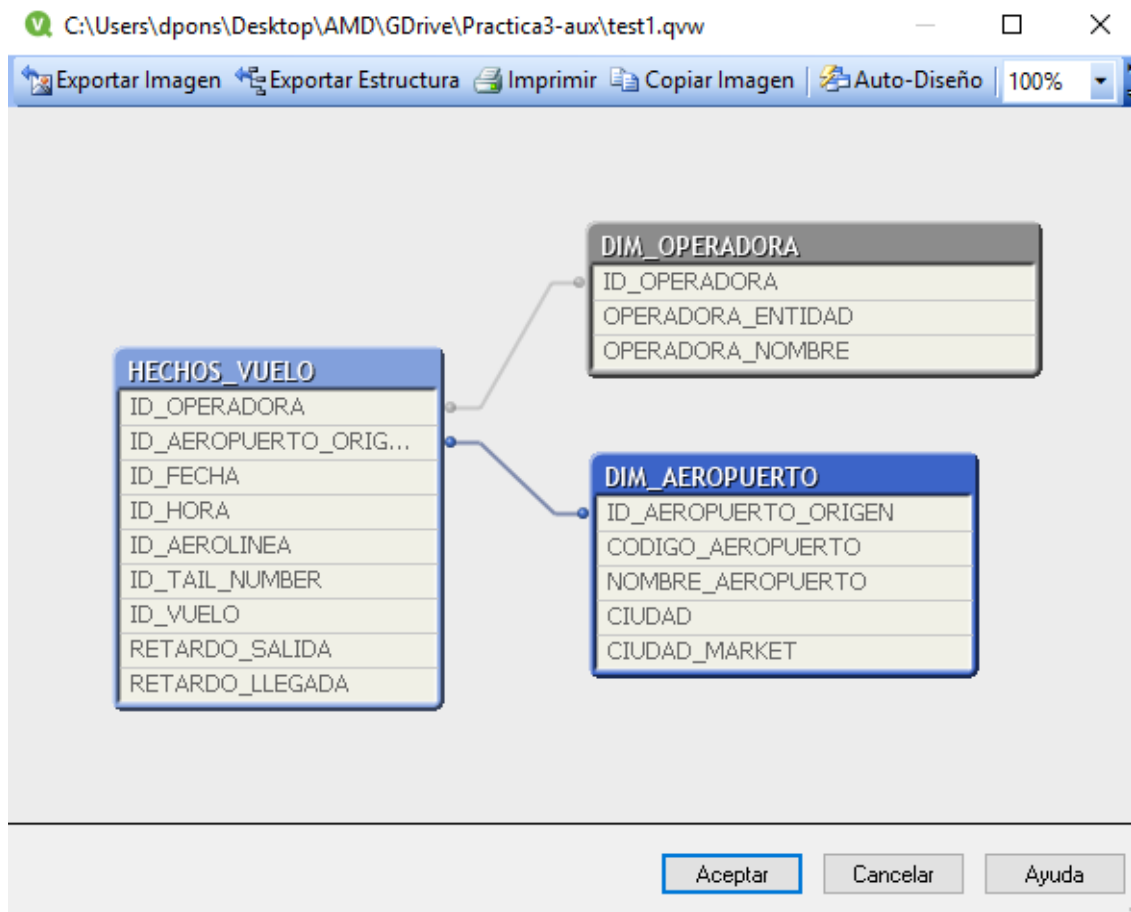 C:\Users\dpons\Desktop\AMD\GDrive\Practica3-aux\test1.qvw
Exportar Imagen Exportar Estructura Imprimir Copiar Imagen Auto-Diseño 100%
DIM_OPERADORA
ID_OPERADORA
OPERADORA_ENTIDAD
OPERADORA_NOMBRE
HECHOS_VUELO
ID_OPERADORA
ID_AEROPUERTO_ORIG...
ID_FECHA
ID_HORA
ID_AEROLINEA
ID_TAIL_NUMBER
ID_VUELO
RETARDO_SALIDA
RETARDO_LLEGADA
DIM_AEROPUERTO
ID_AEROPUERTO_ORIGEN
CODIGO_AEROPUERTO
NOMBRE_AEROPUERTO
CIUDAD
CIUDAD_MARKET
Aceptar Cancelar Ayuda